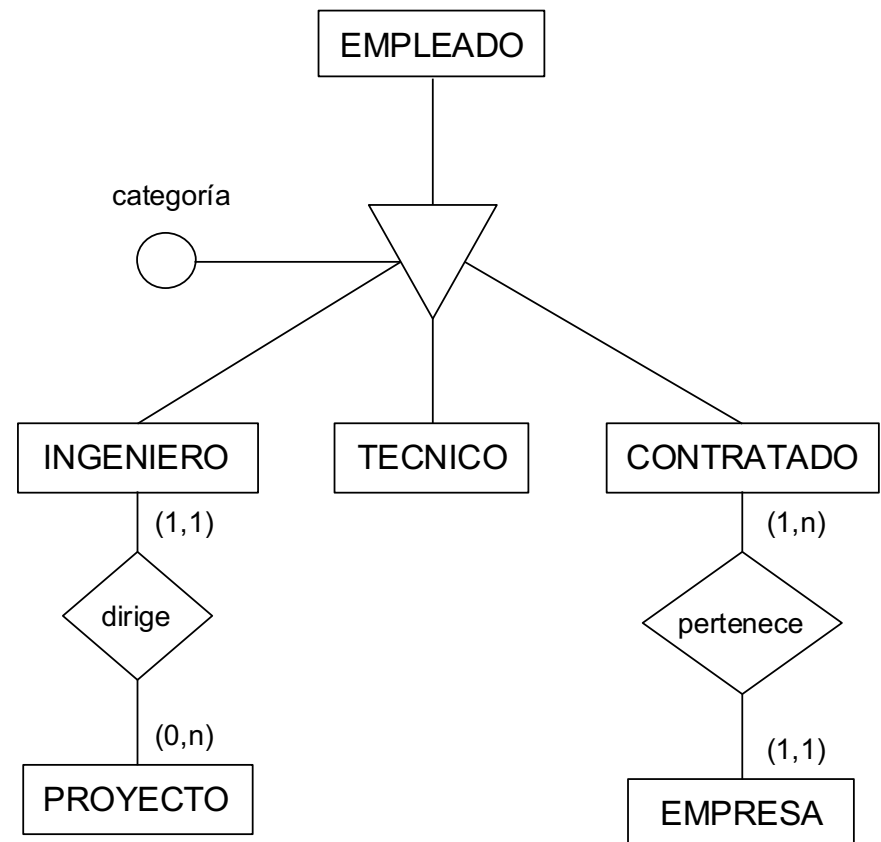 EMPLEADO
categoría
INGENIERO
TECNICO
CONTRATADO
(1,1)
(1,n)
dirige
pertenece
(0,n)
(1,1)
PROYECTO
EMPRESA